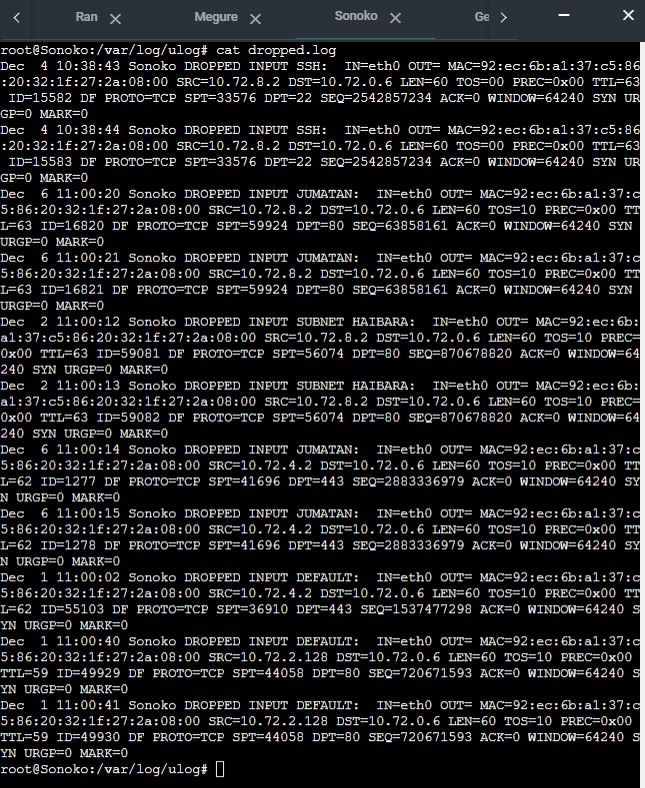 Ran
Megure
Sonoko
Ge
root@Sonoko:/var/log/ulog# cat dropped.log
Dec  4 10:38:43 Sonoko DROPPED INPUT SSH:  IN=eth0 OUT= MAC=92:ec:6b:a1:37:c5:86
:20:32:1f:27:2a:08:00 SRC=10.72.8.2 DST=10.72.0.6 LEN=60 TOS=00 PREC=0x00 TTL=63
 ID=15582 DF PROTO=TCP SPT=33576 DPT=22 SEQ=2542857234 ACK=0 WINDOW=64240 SYN UR
GP=0 MARK=0
Dec  4 10:38:44 Sonoko DROPPED INPUT SSH:  IN=eth0 OUT= MAC=92:ec:6b:a1:37:c5:86
:20:32:1f:27:2a:08:00 SRC=10.72.8.2 DST=10.72.0.6 LEN=60 TOS=00 PREC=0x00 TTL=63
 ID=15583 DF PROTO=TCP SPT=33576 DPT=22 SEQ=2542857234 ACK=0 WINDOW=64240 SYN UR
GP=0 MARK=0
Dec  6 11:00:20 Sonoko DROPPED INPUT JUMATAN:  IN=eth0 OUT= MAC=92:ec:6b:a1:37:c
5:86:20:32:1f:27:2a:08:00 SRC=10.72.8.2 DST=10.72.0.6 LEN=60 TOS=10 PREC=0x00 TT
L=63 ID=16820 DF PROTO=TCP SPT=59924 DPT=80 SEQ=63858161 ACK=0 WINDOW=64240 SYN
URGP=0 MARK=0
Dec  6 11:00:21 Sonoko DROPPED INPUT JUMATAN:  IN=eth0 OUT= MAC=92:ec:6b:a1:37:c
5:86:20:32:1f:27:2a:08:00 SRC=10.72.8.2 DST=10.72.0.6 LEN=60 TOS=10 PREC=0x00 TT
L=63 ID=16821 DF PROTO=TCP SPT=59924 DPT=80 SEQ=63858161 ACK=0 WINDOW=64240 SYN
URGP=0 MARK=0
Dec  2 11:00:12 Sonoko DROPPED INPUT SUBNET HAIBARA:  IN=eth0 OUT= MAC=92:ec:6b:
a1:37:c5:86:20:32:1f:27:2a:08:00 SRC=10.72.8.2 DST=10.72.0.6 LEN=60 TOS=10 PREC=
0x00 TTL=63 ID=59081 DF PROTO=TCP SPT=56074 DPT=80 SEQ=870678820 ACK=0 WINDOW=64
240 SYN URGP=0 MARK=0
Dec  2 11:00:13 Sonoko DROPPED INPUT SUBNET HAIBARA:  IN=eth0 OUT= MAC=92:ec:6b:
a1:37:c5:86:20:32:1f:27:2a:08:00 SRC=10.72.8.2 DST=10.72.0.6 LEN=60 TOS=10 PREC=
0x00 TTL=63 ID=59082 DF PROTO=TCP SPT=56074 DPT=80 SEQ=870678820 ACK=0 WINDOW=64
240 SYN URGP=0 MARK=0
Dec  6 11:00:14 Sonoko DROPPED INPUT JUMATAN:  IN=eth0 OUT= MAC=92:ec:6b:a1:37:c
5:86:20:32:1f:27:2a:08:00 SRC=10.72.4.2 DST=10.72.0.6 LEN=60 TOS=10 PREC=0x00 TT
L=62 ID=1277 DF PROTO=TCP SPT=41696 DPT=443 SEQ=2883336979 ACK=0 WINDOW=64240 SY
N URGP=0 MARK=0
Dec  6 11:00:15 Sonoko DROPPED INPUT JUMATAN:  IN=eth0 OUT= MAC=92:ec:6b:a1:37:c
5:86:20:32:1f:27:2a:08:00 SRC=10.72.4.2 DST=10.72.0.6 LEN=60 TOS=10 PREC=0x00 TT
L=62 ID=1278 DF PROTO=TCP SPT=41696 DPT=443 SEQ=2883336979 ACK=0 WINDOW=64240 SY
N URGP=0 MARK=0
Dec  1 11:00:02 Sonoko DROPPED INPUT DEFAULT:  IN=eth0 OUT= MAC=92:ec:6b:a1:37:c
5:86:20:32:1f:27:2a:08:00 SRC=10.72.4.2 DST=10.72.0.6 LEN=60 TOS=10 PREC=0x00 TT
L=62 ID=55103 DF PROTO=TCP SPT=36910 DPT=443 SEQ=1537477298 ACK=0 WINDOW=64240 S
YN URGP=0 MARK=0
Dec  1 11:00:40 Sonoko DROPPED INPUT DEFAULT:  IN=eth0 OUT= MAC=92:ec:6b:a1:37:c
5:86:20:32:1f:27:2a:08:00 SRC=10.72.2.128 DST=10.72.0.6 LEN=60 TOS=10 PREC=0x00
TTL=59 ID=49929 DF PROTO=TCP SPT=44058 DPT=80 SEQ=720671593 ACK=0 WINDOW=64240 S
YN URGP=0 MARK=0
Dec  1 11:00:41 Sonoko DROPPED INPUT DEFAULT:  IN=eth0 OUT= MAC=92:ec:6b:a1:37:c
5:86:20:32:1f:27:2a:08:00 SRC=10.72.2.128 DST=10.72.0.6 LEN=60 TOS=10 PREC=0x00
TTL=59 ID=49930 DF PROTO=TCP SPT=44058 DPT=80 SEQ=720671593 ACK=0 WINDOW=64240 S
YN URGP=0 MARK=0
root@Sonoko:/var/log/ulog#